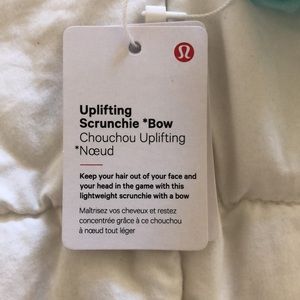 Uplifting
Scrunchie *Bow
Chouchou Uplifting
*Nœud
Keep your hair out of your face and
your head in the game with this
lightweight scrunchie with a bow
Maîtrisez vos cheveux et restez
concentrée grâce à ce chouchou
à nœud tout léger